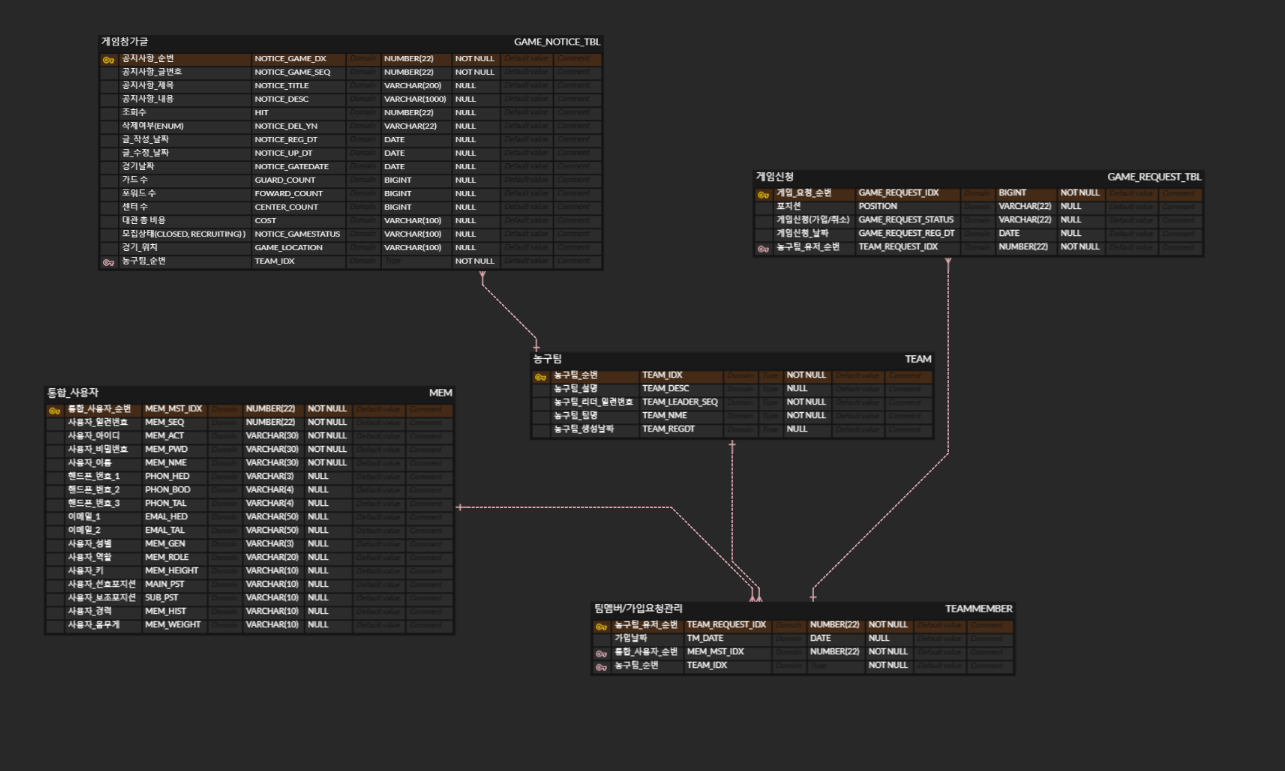 게임참가글 GAME_NOTICE_TBL
공지사항_순번 NOTICE_GAME_DX Domain NUMBER(22) NOT NULL Default value Comment
공지사항_글번호 NOTICE_GAME_SEQ Domain NUMBER(22) NOT NULL Default value Comment
공지사항_제목 NOTICE_TITLE Domain VARCHAR(200) NULL Default value Comment
공지사항_내용 NOTICE_DESC Domain VARCHAR(1000) NULL Default value Comment
조회수 HIT Domain NUMBER(22) NULL Default value Comment
삭제여부(ENUM) NOTICE_DEL_YN Domain VARCHAR(22) NULL Default value Comment
글_작성_날짜 NOTICE_REG_DT Domain DATE NULL Default value Comment
글_수정_날짜 NOTICE_UP_DT Domain DATE NULL Default value Comment
경기날짜 NOTICE_GATEDATE Domain DATE NULL Default value Comment
가드 수 GUARD_COUNT Domain BIGINT NULL Default value Comment
포워드 수 FOWARD_COUNT Domain BIGINT NULL Default value Comment
센터 수 CENTER_COUNT Domain BIGINT NULL Default value Comment
대관 총 비용 COST Domain VARCHAR(100) NULL Default value Comment
모집상태(CLOSED, RECRUITING) ) NOTICE_GAMESTATUS Domain VARCHAR(100) NULL Default value Comment
경기_위치 GAME_LOCATION Domain VARCHAR(100) NULL Default value Comment
농구팀_순번 TEAM_IDX Domain Type NOT NULL Default value Comment
게임신청 GAME_REQUEST_TBL
게임_요청_순번 GAME_REQUEST_IDX Domain BIGINT NOT NULL Default value Comment
포지션 POSITION Domain VARCHAR(22) NULL Default value Comment
게임신청(가입/취소) GAME_REQUEST_STATUS Domain VARCHAR(22) NULL Default value Comment
게임신청_날짜 GAME_REQUEST_REG_DT Domain DATE NULL Default value Comment
농구팀_유저_순번 TEAM_REQUEST_IDX Domain NUMBER(22) NOT NULL Default value Comment
농구팀 TEAM
농구팀_순번 TEAM_IDX Domain Type NOT NULL Default value Comment
농구팀_설명 TEAM_DESC Domain Type NULL Default value Comment
농구팀_리더_일련번호 TEAM_LEADER_SEQ Domain Type NOT NULL Default value Comment
농구팀_팀명 TEAM_NME Domain Type NOT NULL Default value Comment
농구팀_생성날짜 TEAM_REGDT Domain Type NULL Default value Comment
통합_사용자 MEM
통합_사용자_순번 MEM_MST_IDX Domain NUMBER(22) NOT NULL Default value Comment
사용자_일련번호 MEM_SEQ Domain NUMBER(22) NOT NULL Default value Comment
사용자_아이디 MEM_ACT Domain VARCHAR(30) NOT NULL Default value Comment
사용자_비밀번호 MEM_PWD Domain VARCHAR(30) NOT NULL Default value Comment
사용자_이름 MEM_NME Domain VARCHAR(30) NOT NULL Default value Comment
핸드폰_번호_1 PHON_HED Domain VARCHAR(3) NULL Default value Comment
핸드폰_번호_2 PHON_BOD Domain VARCHAR(4) NULL Default value Comment
핸드폰_번호_3 PHON_TAL Domain VARCHAR(4) NULL Default value Comment
이메일_1 EMAL_HED Domain VARCHAR(50) NULL Default value Comment
이메일_2 EMAL_TAL Domain VARCHAR(50) NULL Default value Comment
사용자_성별 MEM_GEN Domain VARCHAR(3) NULL Default value Comment
사용자_역할 MEM_ROLE Domain VARCHAR(20) NULL Default value Comment
사용자_키 MEM_HEIGHT Domain VARCHAR(10) NULL Default value Comment
사용자_선호포지션 MAIN_PST Domain VARCHAR(10) NULL Default value Comment
사용자_보조포지션 SUB_PST Domain VARCHAR(10) NULL Default value Comment
사용자_경력 MEM_HIST Domain VARCHAR(10) NULL Default value Comment
사용자_몸무게 MEM_WEIGHT Domain VARCHAR(10) NULL Default value Comment
팀멤버/가입요청관리 TEAMMEMBER
농구팀_유저_순번 TEAM_REQUEST_IDX Domain NUMBER(22) NOT NULL Default value Comment
가입날짜 TM_DATE Domain DATE NULL Default value Comment
통합_사용자_순번 MEM_MST_IDX Domain NUMBER(22) NOT NULL Default value Comment
농구팀_순번 TEAM_IDX Domain Type NOT NULL Default value Comment